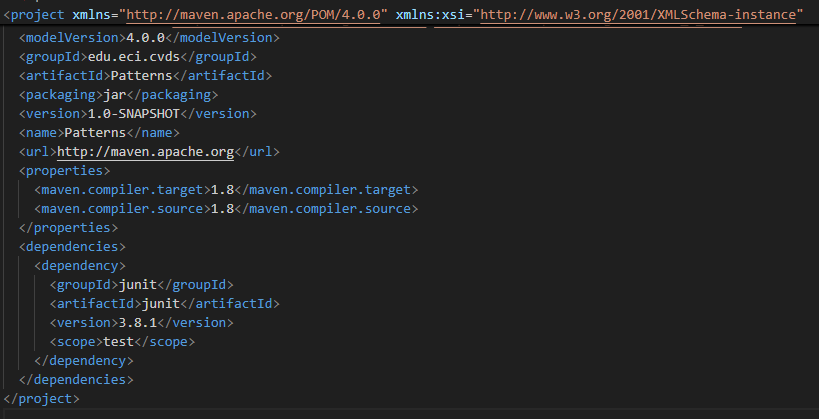 <project xmlns="http://maven.apache.org/POM/4.0.0" xmlns:xsi="http://www.w3.org/2001/XMLSchema-instance"
<modelVersion>4.0.0</modelVersion>
<groupId>edu.eci.cvds</groupId>
<artifactId>Patterns</artifactId>
<packaging>jar</packaging>
<version>1.0-SNAPSHOT</version>
<name>Patterns</name>
<url>http://maven.apache.org</url>
<properties>
<maven.compiler.target>1.8</maven.compiler.target>
<maven.compiler.source>1.8</maven.compiler.source>
</properties>
<dependencies>
<dependency>
<groupId>junit</groupId>
<artifactId>junit</artifactId>
<version>3.8.1</version>
<scope>test</scope>
</dependency>
</dependencies>
</project>